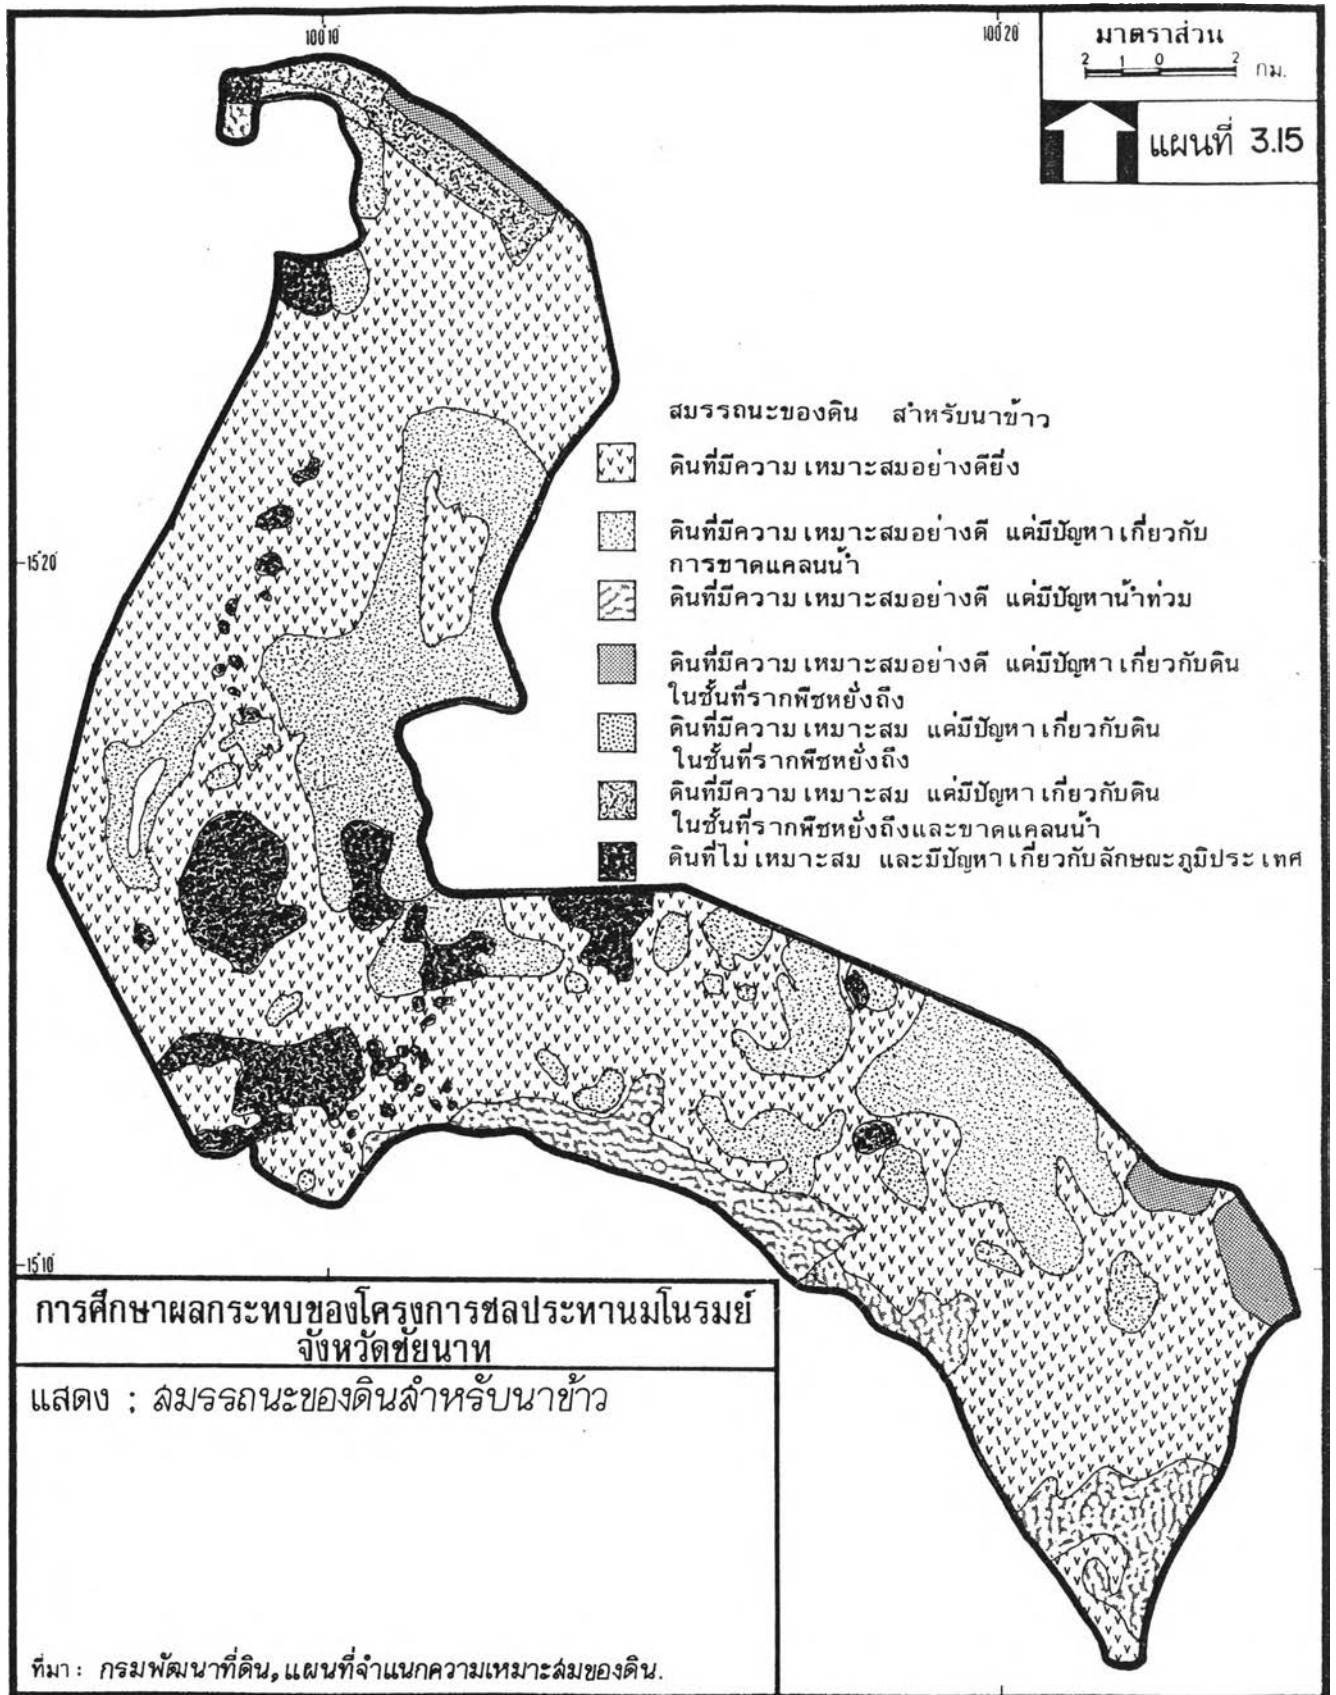 100°10'
100°20'
มาตราส่วน
2 1 0 2 กม.
แผนที่ 3.15
สมรรถนะของดิน สำหรับนาข้าว
ดินที่มีความเหมาะสมอย่างดียิ่ง
ดินที่มีความเหมาะสมอย่างดี แต่มีปัญหาเกี่ยวกับ
การขาดแคลนน้ำ
ดินที่มีความเหมาะสมอย่างดี แต่มีปัญหาน้ำท่วม
ดินที่มีความเหมาะสมอย่างดี แต่มีปัญหาเกี่ยวกับดิน
ในชั้นที่รากพืชหยั่งถึง
ดินที่มีความเหมาะสม แต่มีปัญหาเกี่ยวกับดิน
ในชั้นที่รากพืชหยั่งถึง
ดินที่มีความเหมาะสม แต่มีปัญหาเกี่ยวกับดิน
ในชั้นที่รากพืชหยั่งถึงและขาดแคลนน้ำ
ดินที่ไม่เหมาะสม และมีปัญหาเกี่ยวกับลักษณะภูมิประเทศ
15°20'
15°10'
การศึกษาผลกระทบของโครงการชลประทานมโนรมย์
จังหวัดชัยนาท
แสดง : สมรรถนะของดินสำหรับนาข้าว
ที่มา : กรมพัฒนาที่ดิน, แผนที่จำแนกความเหมาะสมของดิน.